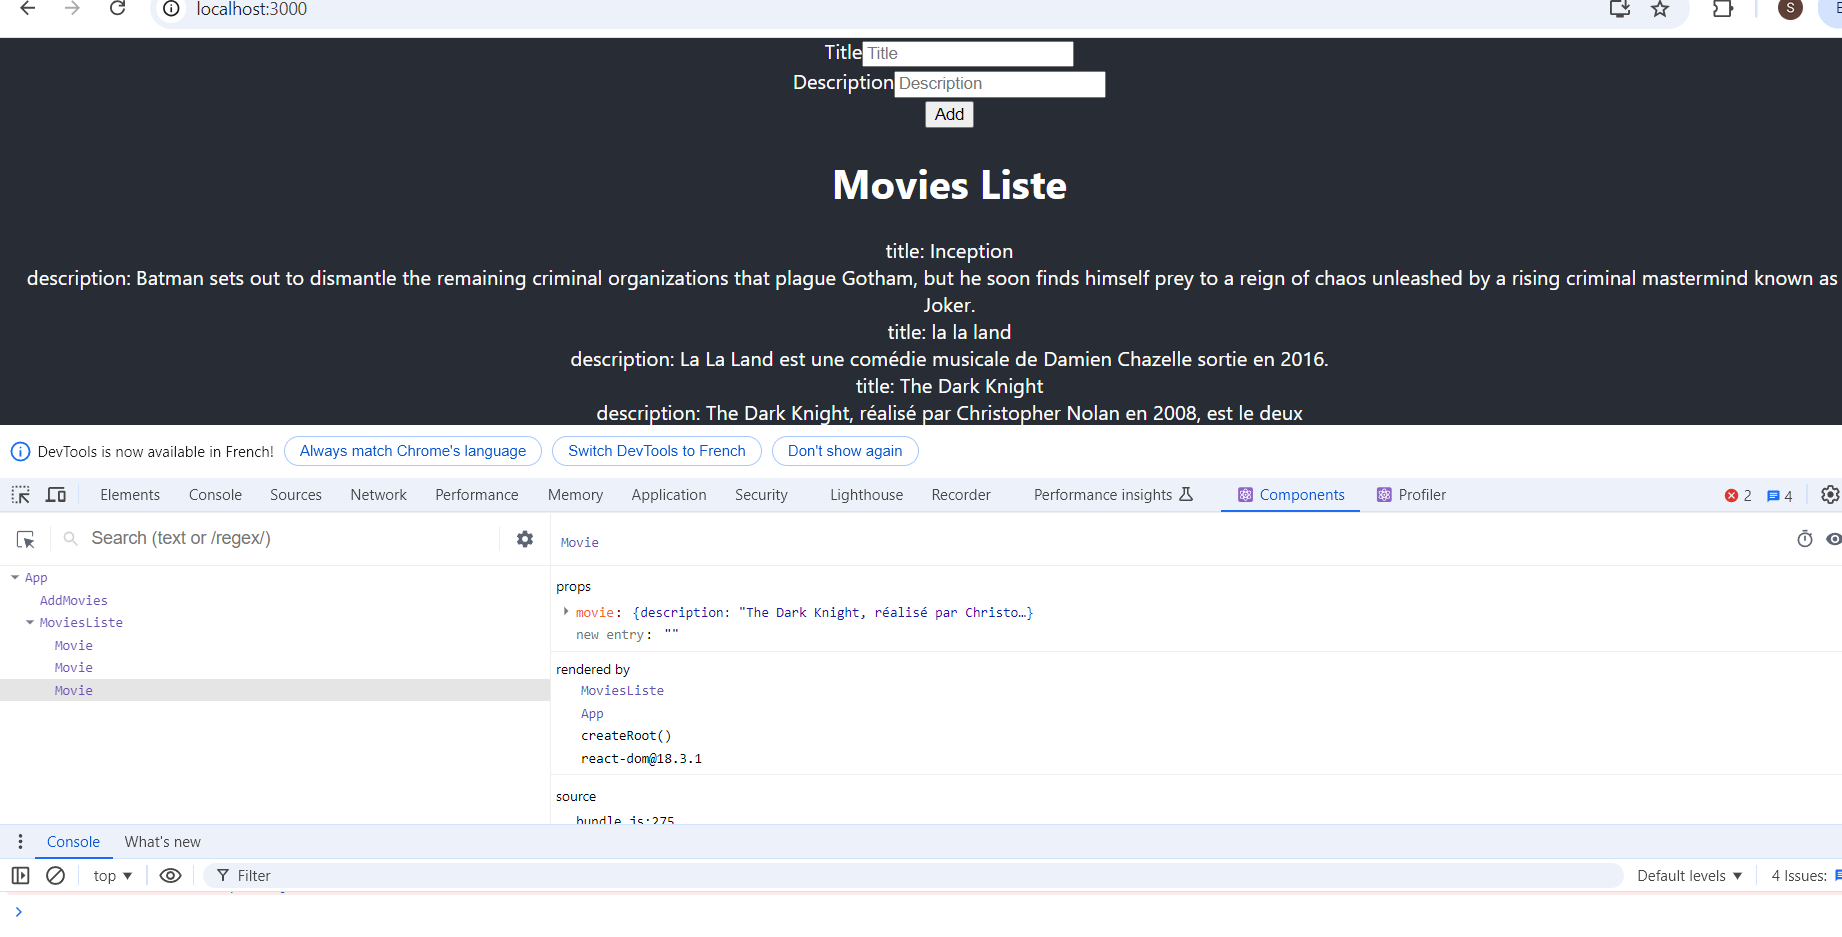 localhost:3000
S
E
Title Title
Description Description
Add
Movies Liste
title: Inception
description: Batman sets out to dismantle the remaining criminal organizations that plague Gotham, but he soon finds himself prey to a reign of chaos unleashed by a rising criminal mastermind known as
Joker.
title: la la land
description: La La Land est une comédie musicale de Damien Chazelle sortie en 2016.
title: The Dark Knight
description: The Dark Knight, réalisé par Christopher Nolan en 2008, est le deux
DevTools is now available in French! Always match Chrome's language Switch DevTools to French Don't show again
Elements Console Sources Network Performance Memory Application Security Lighthouse Recorder Performance insights Components Profiler 2 4
Search (text or /regex/)
Movie
App
AddMovies
MoviesListe
Movie
Movie
Movie
props
movie: {description: "The Dark Knight, réalisé par Christo…}
new entry: ""
rendered by
MoviesListe
App
createRoot()
react-dom@18.3.1
source
bundle.js:275
Console What's new
top Filter Default levels 4 Issues: